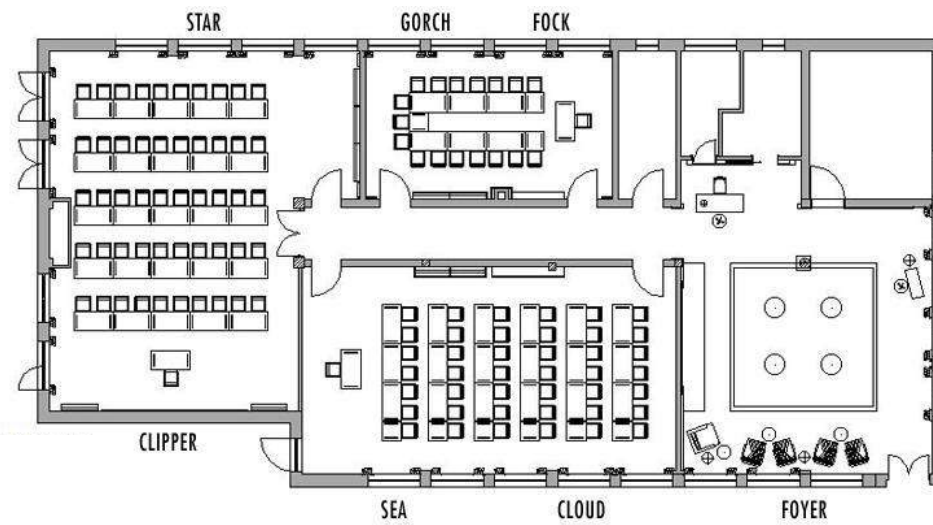 STAR
GORCH FOCK
CLIPPER
SEA CLOUD
FOYER